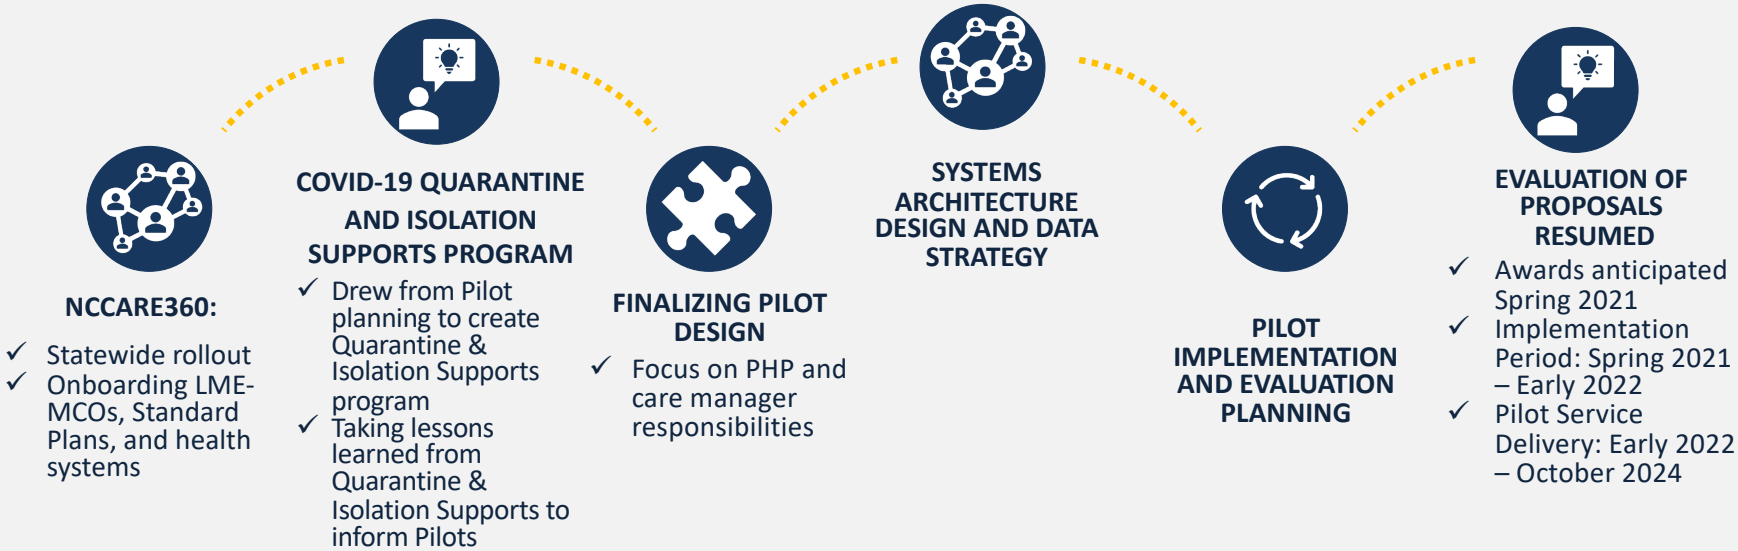 NCCARE360:
✓ Statewide rollout
✓ Onboarding LME-
MCOs, Standard
Plans, and health
systems
COVID-19 QUARANTINE
AND ISOLATION
SUPPORTS PROGRAM
✓ Drew from Pilot
planning to create
Quarantine &
Isolation Supports
program
✓ Taking lessons
learned from
Quarantine &
Isolation Supports to
inform Pilots
FINALIZING PILOT
DESIGN
✓ Focus on PHP and
care manager
responsibilities
SYSTEMS
ARCHITECTURE
DESIGN AND DATA
STRATEGY
PILOT
IMPLEMENTATION
AND EVALUATION
PLANNING
EVALUATION OF
PROPOSALS
RESUMED
✓ Awards anticipated
Spring 2021
✓ Implementation
Period: Spring 2021
– Early 2022
✓ Pilot Service
Delivery: Early 2022
– October 2024